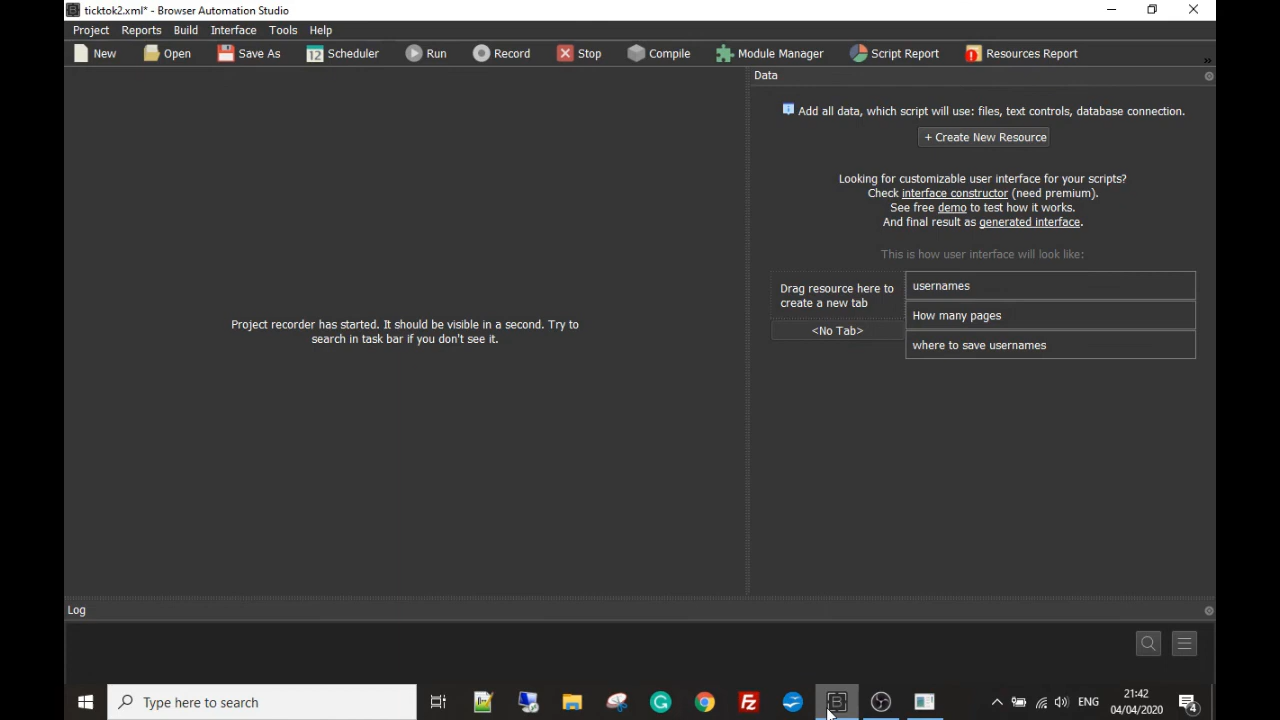 ticktok2.xml* - Browser Automation Studio
Project Reports Build Interface Tools Help
New Open Save As 12 Scheduler Run Record Stop Compile Module Manager Script Report Resources Report »
Data
Add all data, which script will use: files, text controls, database connection.
+ Create New Resource
Looking for customizable user interface for your scripts?
Check interface constructor (need premium).
See free demo to test how it works.
And final result as generated interface.
This is how user interface will look like:
Drag resource here to
create a new tab
<No Tab>
usernames
How many pages
where to save usernames
Project recorder has started. It should be visible in a second. Try to
search in task bar if you don't see it.
Log
Type here to search
ENG
21:42
04/04/2020
4